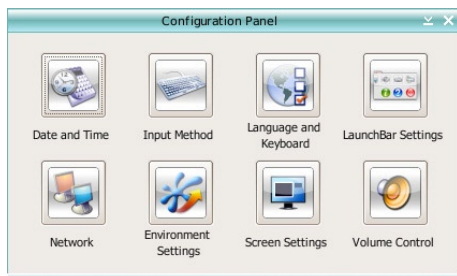 Configuration Panel
Date and Time
Input Method
Language and
Keyboard
LaunchBar Settings
Network
Environment
Settings
Screen Settings
Volume Control